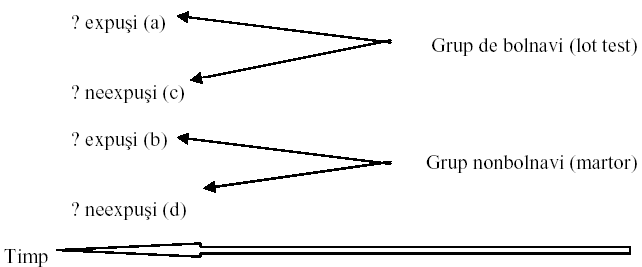 ? expuşi (a)
Grup de bolnavi (lot test)
? neexpuşi (c)
? expuşi (b)
Grup nonbolnavi (martor)
? neexpuşi (d)
Timp